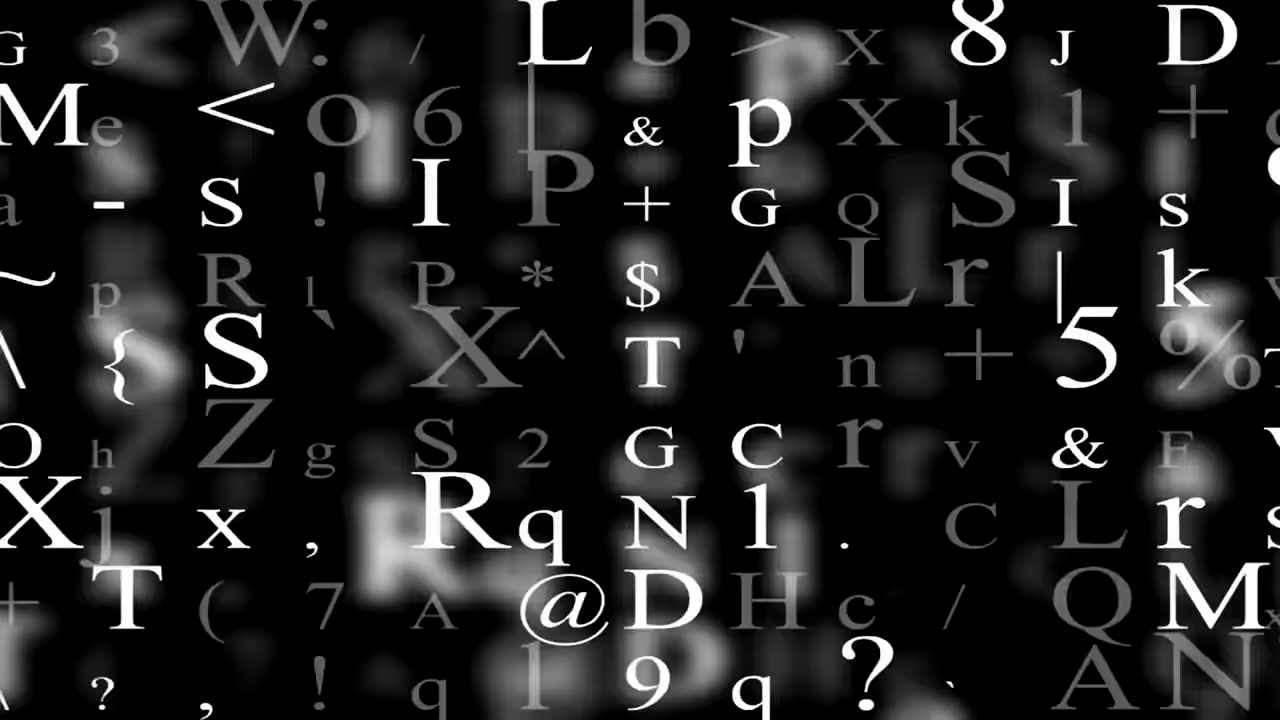 G 3 W : / L b > X 8 J D
M e < O 6 | & p X k 1 +
a - S ! I P + G Q S I s
~ p R l P * $ A L r | k
\ { S ` X ^ T ' n + 5 %
O h Z g S 2 G C r v & F
X j x , R q N 1 . C L r s
+ T ( 7 A @ D H c / Q M x
\ ? , ! q l 9 q ? ` A N